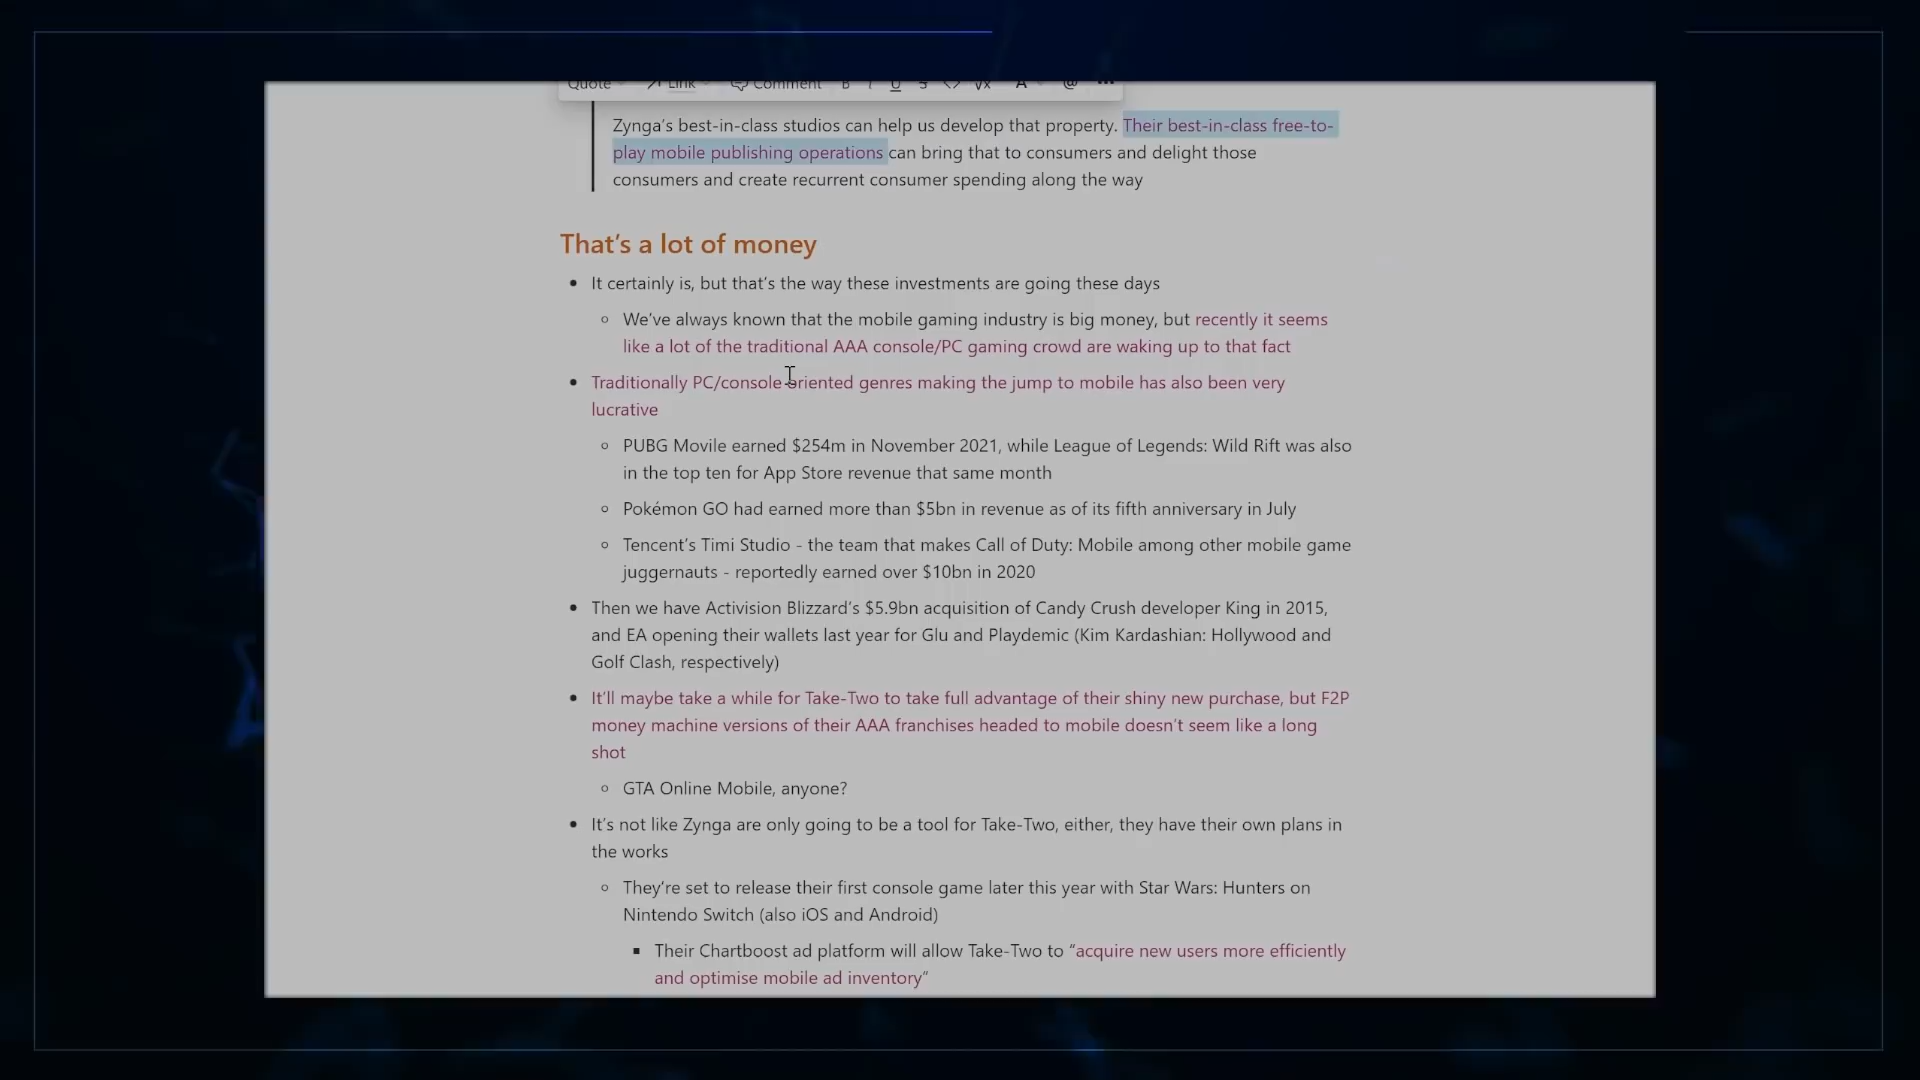 Quote Link Comment B I U S <> √x A @ ...
Zynga's best-in-class studios can help us develop that property. Their best-in-class free-to-
play mobile publishing operations can bring that to consumers and delight those
consumers and create recurrent consumer spending along the way
That's a lot of money
• It certainly is, but that's the way these investments are going these days
◦ We've always known that the mobile gaming industry is big money, but recently it seems
like a lot of the traditional AAA console/PC gaming crowd are waking up to that fact
• Traditionally PC/console oriented genres making the jump to mobile has also been very
lucrative
◦ PUBG Movile earned $254m in November 2021, while League of Legends: Wild Rift was also
in the top ten for App Store revenue that same month
◦ Pokémon GO had earned more than $5bn in revenue as of its fifth anniversary in July
◦ Tencent's Timi Studio - the team that makes Call of Duty: Mobile among other mobile game
juggernauts - reportedly earned over $10bn in 2020
• Then we have Activision Blizzard's $5.9bn acquisition of Candy Crush developer King in 2015,
and EA opening their wallets last year for Glu and Playdemic (Kim Kardashian: Hollywood and
Golf Clash, respectively)
• It'll maybe take a while for Take-Two to take full advantage of their shiny new purchase, but F2P
money machine versions of their AAA franchises headed to mobile doesn't seem like a long
shot
◦ GTA Online Mobile, anyone?
• It's not like Zynga are only going to be a tool for Take-Two, either, they have their own plans in
the works
◦ They're set to release their first console game later this year with Star Wars: Hunters on
Nintendo Switch (also iOS and Android)
▪ Their Chartboost ad platform will allow Take-Two to “acquire new users more efficiently
and optimise mobile ad inventory”